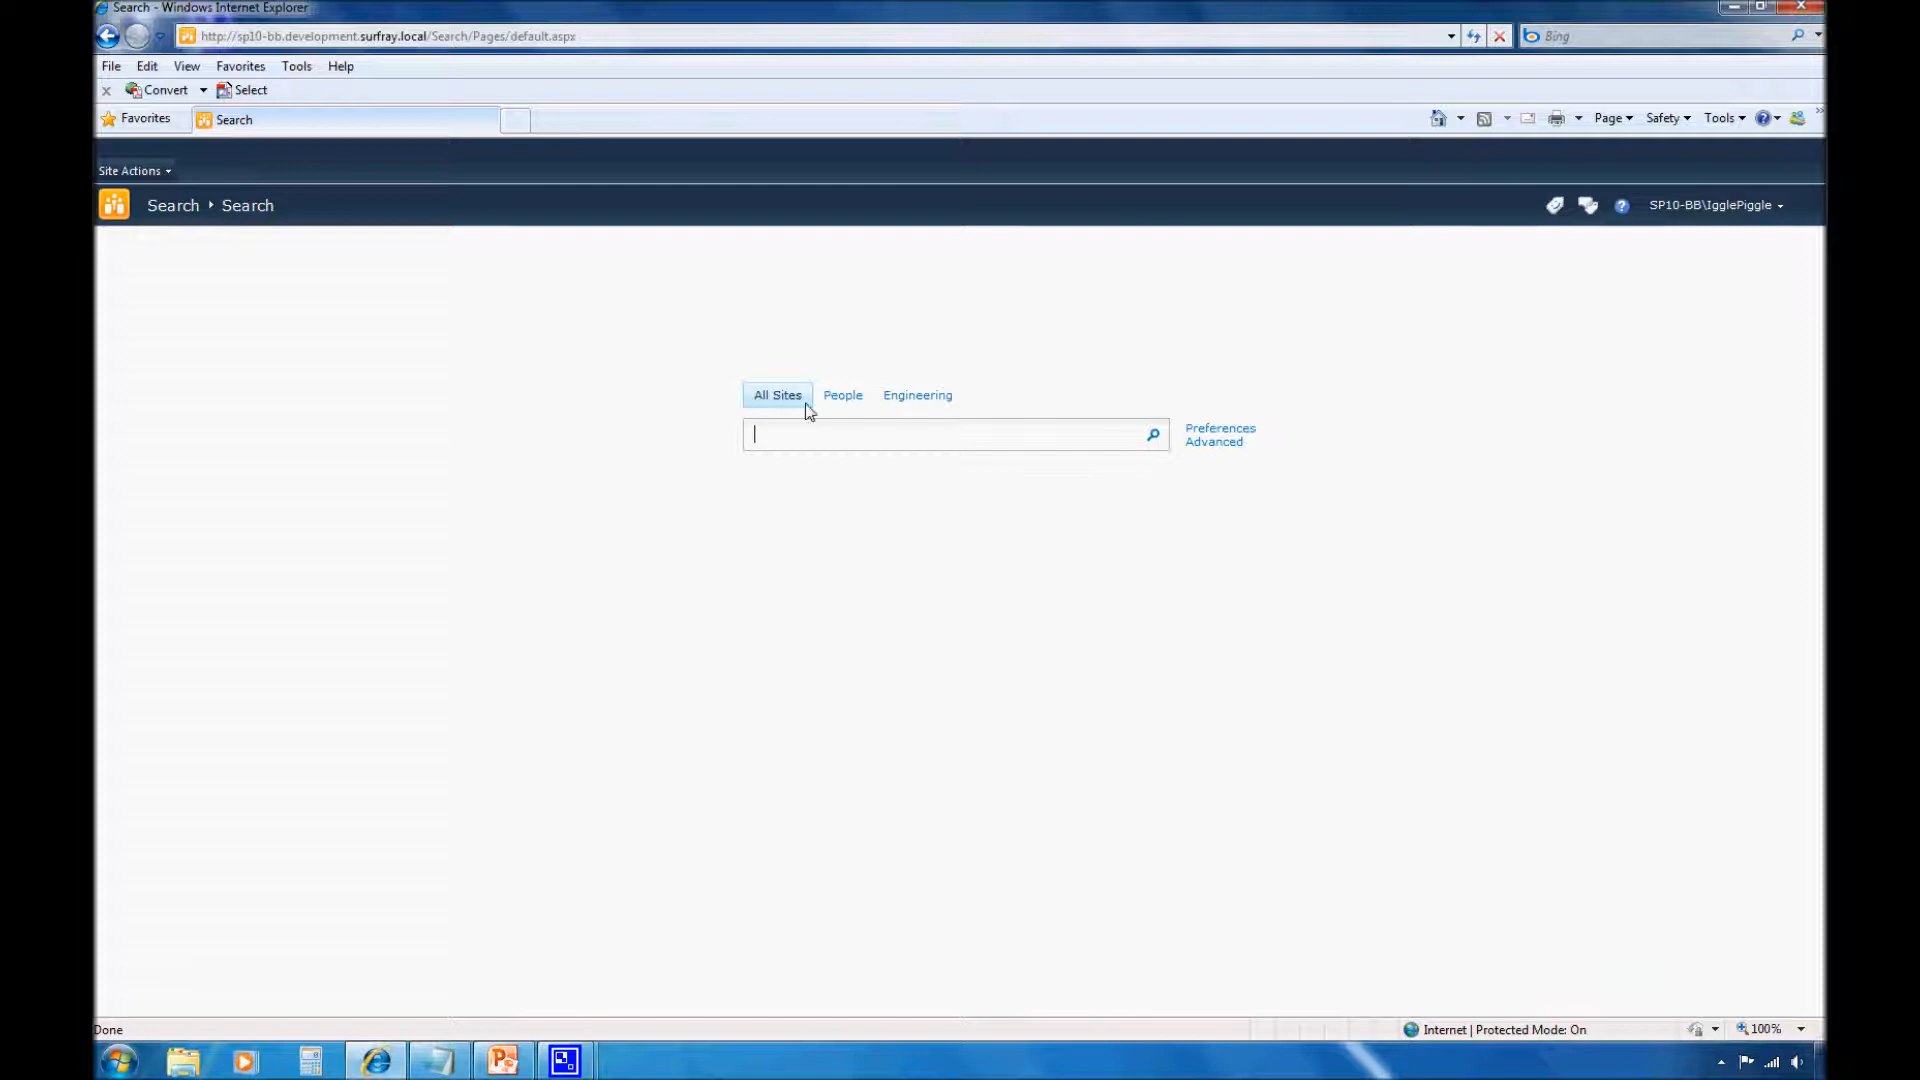 Search - Windows Internet Explorer
http://sp10-bb.development.surfray.local/Search/Pages/default.aspx
Bing
File Edit View Favorites Tools Help
x Convert Select
Favorites Search Page Safety Tools
Site Actions
Search Search SP10-BB\IgglePiggle
All Sites People Engineering
Preferences
Advanced
Done Internet | Protected Mode: On 100%